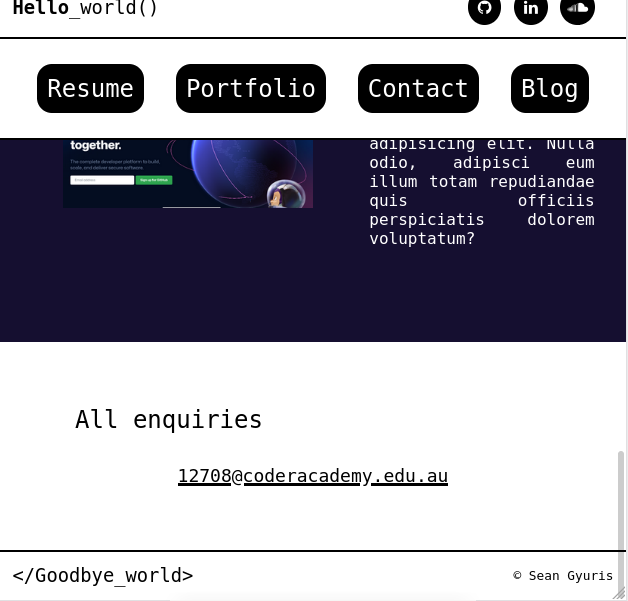 Hello_world()
in
Resume Portfolio Contact Blog
together.
The complete developer platform to build,
scale, and deliver secure software.
Sign up for GitHub
adipisicing elit. Nulla
odio, adipisci eum
illum totam repudiandae
quis officiis
perspiciatis dolorem
voluptatum?
All enquiries
12708@coderacademy.edu.au
</Goodbye_world>
© Sean Gyuris